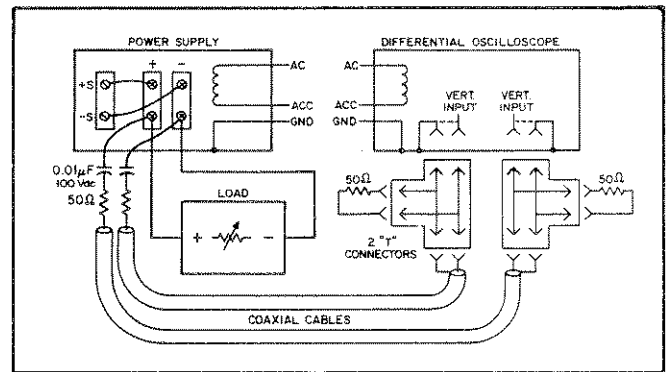 POWER SUPPLY
DIFFERENTIAL OSCILLOSCOPE
+ -
+S
-S
AC
ACC
GND
AC
ACC
GND
VERT.
INPUT
VERT.
INPUT
0.01µF
100 Vdc
50Ω
LOAD
+ -
50Ω
50Ω
2 "T"
CONNECTORS
COAXIAL CABLES